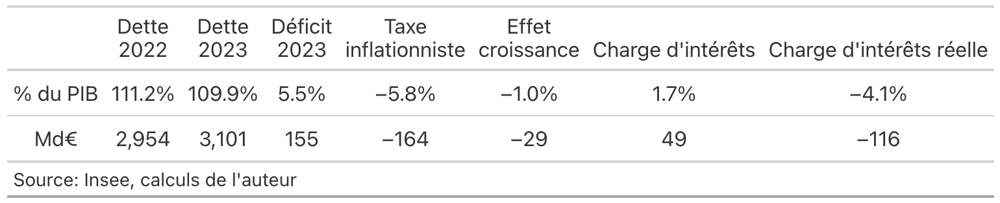 Dette Dette Déficit Taxe Effet
2022 2023 2023 inflationniste croissance Charge d'intérêts Charge d'intérêts réelle
% du PIB 111.2% 109.9% 5.5% −5.8% −1.0% 1.7% −4.1%
Md€ 2,954 3,101 155 −164 −29 49 −116
Source: Insee, calculs de l'auteur